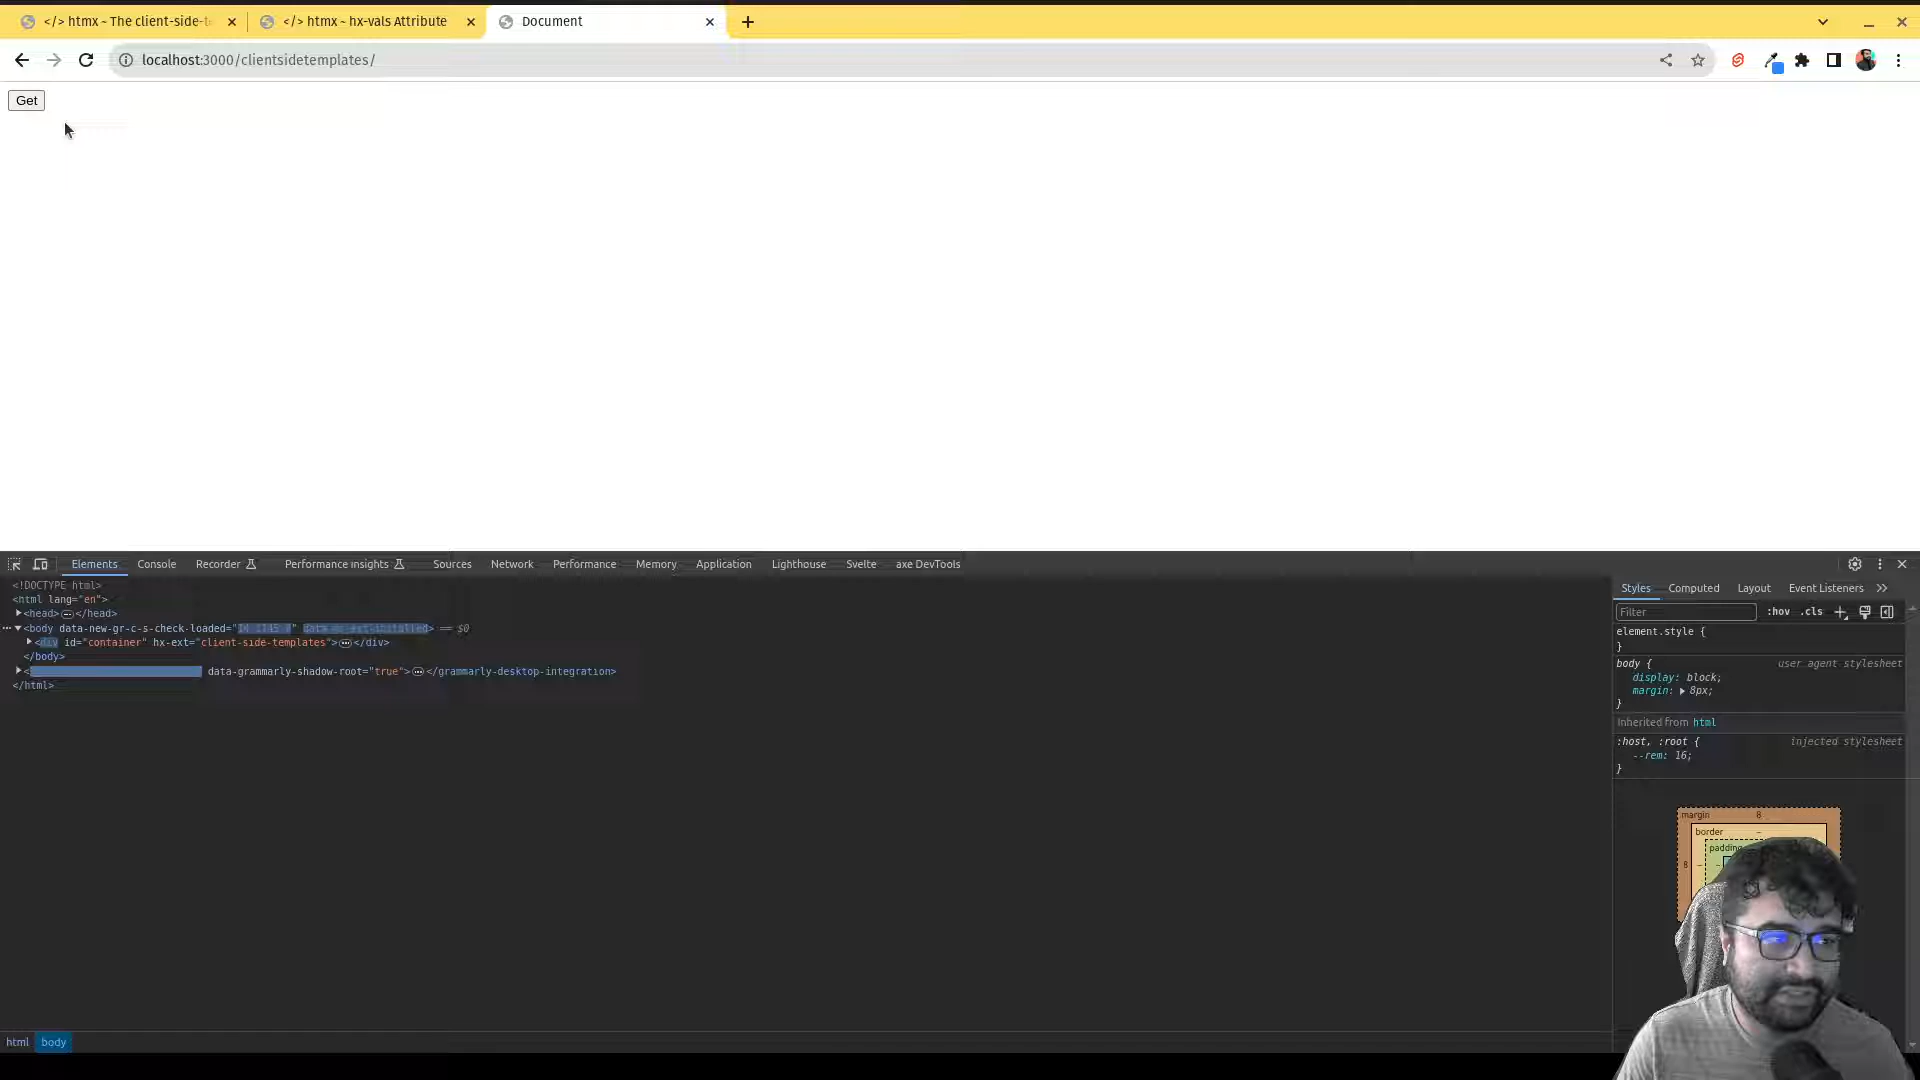 </> htmx ~ The client-side-t
</> htmx ~ hx-vals Attribute
Document
localhost:3000/clientsidetemplates/
Get
Elements Console Recorder Performance insights Sources Network Performance Memory Application Lighthouse Svelte axe DevTools
<!DOCTYPE html>
<html lang="en">
<head></head>
<body data-new-gr-c-s-check-loaded=" == $0
<div id="container" hx-ext="client-side-templates"></div>
</body>
< data-grammarly-shadow-root="true"></grammarly-desktop-integration>
</html>
html body
Styles Computed Layout Event Listeners
Filter :hov .cls
element.style {
}
body { user agent stylesheet
display: block;
margin: 8px;
}
Inherited from html
:host, :root { injected stylesheet
--rem: 16;
}
margin 8
border -
padding
8 - -